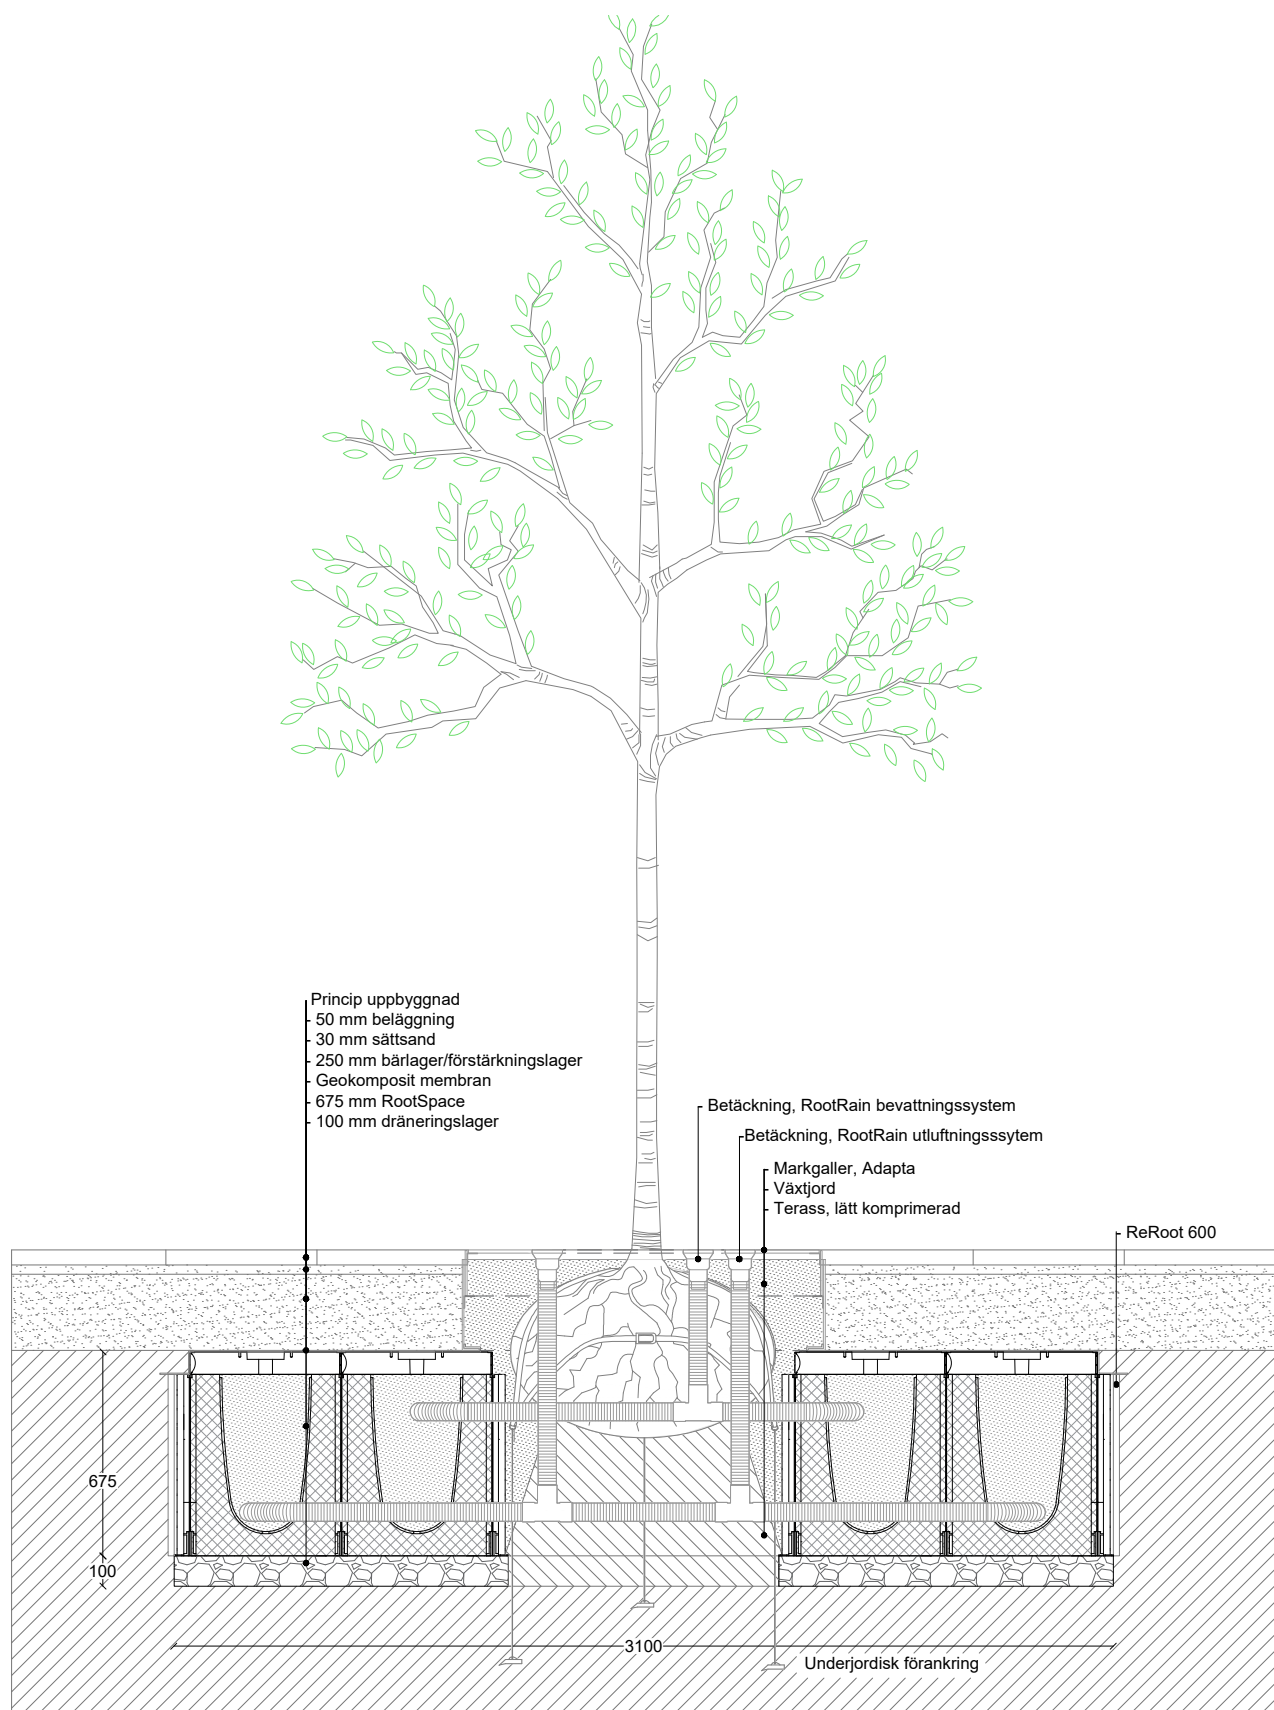 Princip uppbyggnad
50 mm beläggning
30 mm sättsand
250 mm bärlager/förstärkningslager
Geokomposit membran
675 mm RootSpace
100 mm dräneringslager
Betäckning, RootRain bevattningssystem
Betäckning, RootRain utluftningsssytem
Markgaller, Adapta
Växtjord
Terass, lätt komprimerad
ReRoot 600
675
100
3100
Underjordisk förankring